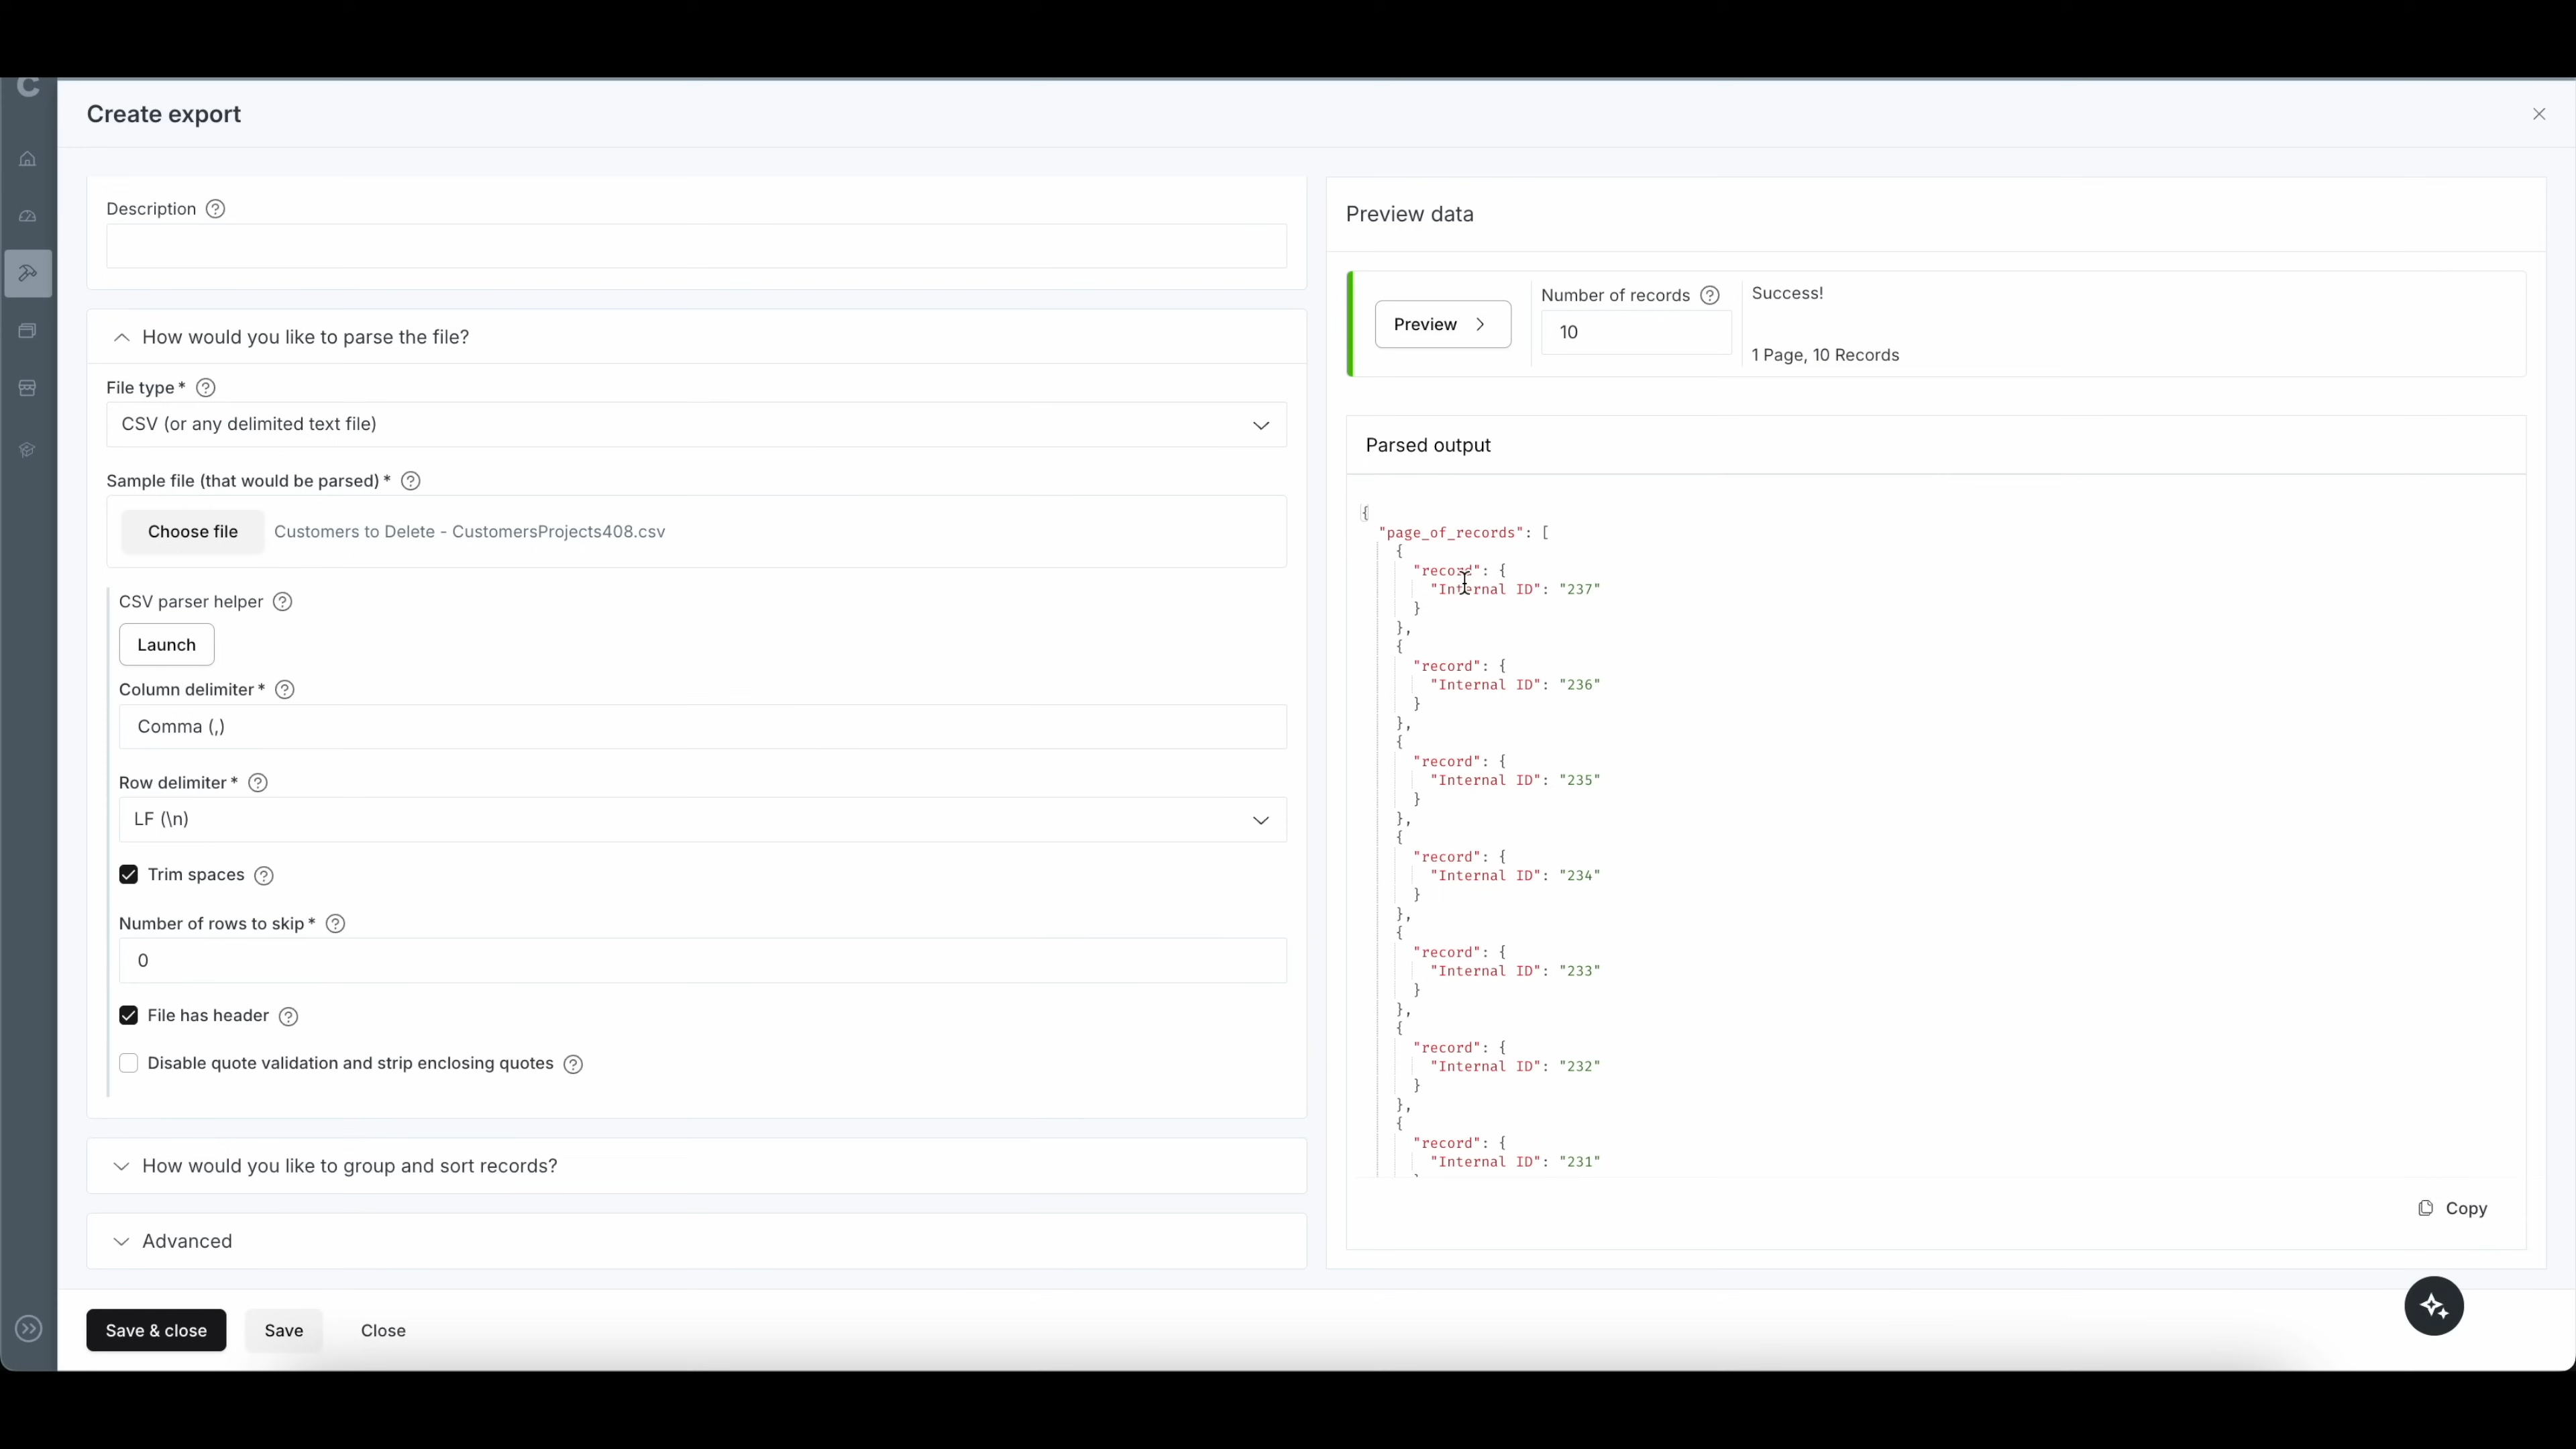 Create export
Description
How would you like to parse the file?
File type *
CSV (or any delimited text file)
Sample file (that would be parsed) *
Choose file Customers to Delete - CustomersProjects408.csv
CSV parser helper
Launch
Column delimiter *
Comma (,)
Row delimiter *
LF (\n)
Trim spaces
Number of rows to skip *
0
File has header
Disable quote validation and strip enclosing quotes
How would you like to group and sort records?
Advanced
Save & close Save Close
Preview data
Preview
Number of records
10
Success!
1 Page, 10 Records
Parsed output
{
"page_of_records": [
{
"record": {
"Internal ID": "237"
}
},
{
"record": {
"Internal ID": "236"
}
},
{
"record": {
"Internal ID": "235"
}
},
{
"record": {
"Internal ID": "234"
}
},
{
"record": {
"Internal ID": "233"
}
},
{
"record": {
"Internal ID": "232"
}
},
{
"record": {
"Internal ID": "231"
Copy